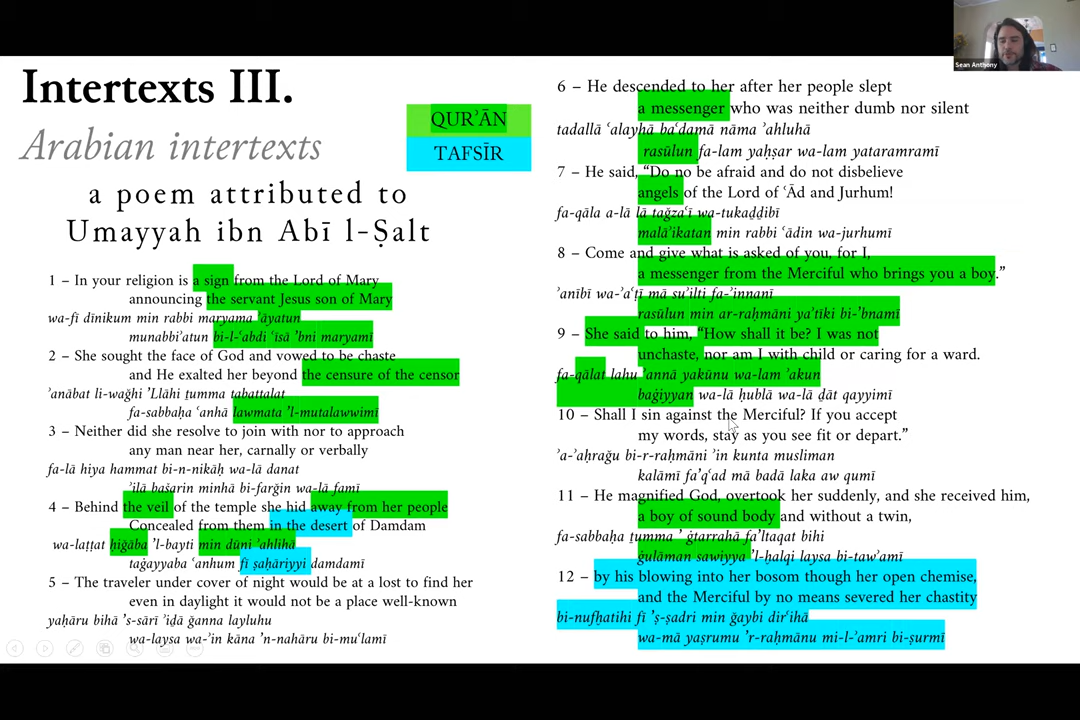 Sean Anthony
Intertexts III.
Arabian intertexts
QURʾĀN
TAFSĪR
a poem attributed to
Umayyah ibn Abī l-Ṣalt
1 – In your religion is a sign from the Lord of Mary
announcing the servant Jesus son of Mary
wa-fī dīnikum min rabbi maryama ʾāyatun
munabbiʾatun bi-l-ʿabdi ʿīsā ʾbni maryami
2 – She sought the face of God and vowed to be chaste
and He exalted her beyond the censure of the censor
ʾanābat li-waǧhi ʾLlāhi ṯumma tabattalat
fa-sabbaḥa ʿanhā lawmata ʾl-mutalawwimī
3 – Neither did she resolve to join with nor to approach
any man near her, carnally or verbally
fa-lā hiya hammat bi-n-nikāḥ wa-lā danat
ʾilā bašarin minhā bi-farǧin wa-lā famī
4 – Behind the veil of the temple she hid away from her people
Concealed from them in the desert of Damdam
wa-laṭṭat ḥiǧāba ʾl-bayti min dūni ʾahlihā
taġayyaba ʿanhum fī ṣaḥāriyyi damdamī
5 – The traveler under cover of night would be at a lost to find her
even in daylight it would not be a place well-known
yaḥāru bihā ʾs-sārī ʾiḏā ǧanna layluhu
wa-laysa wa-ʾin kāna ʾn-nahāru bi-muʿlamī
6 – He descended to her after her people slept
a messenger who was neither dumb nor silent
tadallā ʿalayhā baʿdamā nāma ʾahluhā
rasūlun fa-lam yaḥṣar wa-lam yataramramī
7 – He said, “Do no be afraid and do not disbelieve
angels of the Lord of ʿĀd and Jurhum!
fa-qāla a-lā lā taǧzaʿī wa-tukaḏḏibī
malāʾikatan min rabbi ʿādin wa-jurhumī
8 – Come and give what is asked of you, for I,
a messenger from the Merciful who brings you a boy.”
ʾanībī wa-ʾaʿṭī mā suʾilti fa-ʾinnanī
rasūlun min ar-raḥmāni yaʾtīki bi-ʾbnamī
9 – She said to him, “How shall it be? I was not
unchaste, nor am I with child or caring for a ward.
fa-qālat lahu ʾannā yakūnu wa-lam ʾakun
baġiyyan wa-lā ḥublā wa-lā ḏāt qayyimī
10 – Shall I sin against the Merciful? If you accept
my words, stay as you see fit or depart.”
ʾa-ʾaḥraǧu bi-r-raḥmāni ʾin kunta musliman
kalāmī faʾqʿad mā badā laka aw qumī
11 – He magnified God, overtook her suddenly, and she received him,
a boy of sound body and without a twin,
fa-sabbaḥa ṯumma ʾ ġtarrahā faʾltaqat bihi
ġulāman sawiyya ʾl-ḫalqi laysa bi-tawʾamī
12 – by his blowing into her bosom though her open chemise,
and the Merciful by no means severed her chastity
bi-nufḫatihi fī ʾṣ-ṣadri min ǧaybi dirʿihā
wa-mā yaṣrumu ʾr-raḥmānu mi-l-ʾamri bi-ṣurmī